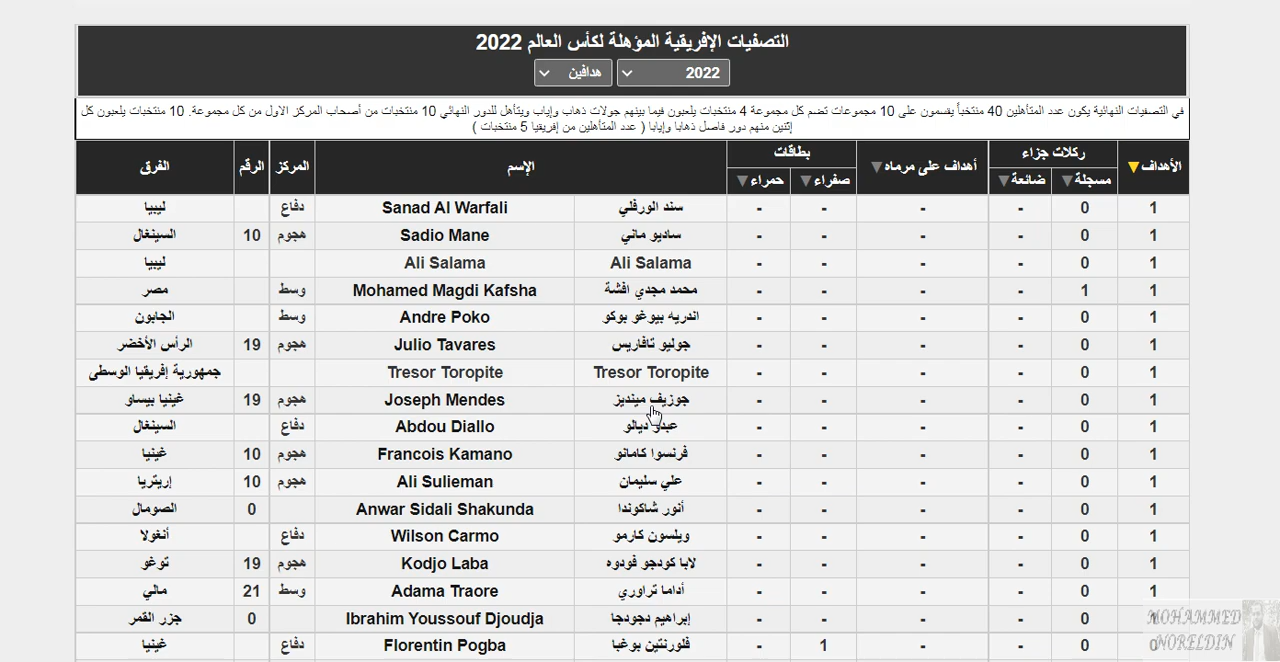 التصفيات الإفريقية المؤهلة لكأس العالم 2022
2022 هدافين
في التصفيات النهائية يكون عدد المتأهلين 40 منتخباً يقسمون على 10 مجموعات تضم كل مجموعة 4 منتخبات يلعبون فيما بينهم جولات ذهاب وإياب ويتأهل للدور النهائي 10 منتخبات من أصحاب المركز الاول من كل مجموعة. 10 منتخبات يلعبون كل
إثنين منهم دور فاصل ذهابا وإيابا ( عدد المتأهلين من إفريقيا 5 منتخبات )
الأهداف ركلات جزاء أهداف على مرماه بطاقات الإسم المركز الرقم الفرق
مسجلة ضائعة صفراء حمراء
1 0 - - - - سند الورفلي Sanad Al Warfali دفاع ليبيا
1 0 - - - - ساديو ماني Sadio Mane هجوم 10 السينغال
1 0 - - - - Ali Salama Ali Salama ليبيا
1 1 - - - - محمد مجدي افشة Mohamed Magdi Kafsha وسط مصر
1 0 - - - - اندريه بيوغو بوكو Andre Poko وسط الجابون
1 0 - - - - جوليو تافاريس Julio Tavares هجوم 19 الرأس الأخضر
1 0 - - - - Tresor Toropite Tresor Toropite جمهورية إفريقيا الوسطى
1 0 - - - - جوزيف مينديز Joseph Mendes هجوم 19 غينيا بيساو
1 0 - - - - عبدو ديالو Abdou Diallo دفاع السينغال
1 0 - - - - فرنسوا كامانو Francois Kamano هجوم 10 غينيا
1 0 - - - - علي سليمان Ali Sulieman هجوم 10 إريتريا
1 0 - - - - أنور شاكوندا Anwar Sidali Shakunda 0 الصومال
1 0 - - - - ويلسون كارمو Wilson Carmo دفاع أنغولا
1 0 - - - - لابا كودجو فودوه Kodjo Laba هجوم 19 توغو
1 0 - - - - أداما تراوري Adama Traore وسط 21 مالي
1 0 - - - - إبراهيم دجودجا Ibrahim Youssouf Djoudja 0 جزر القمر
0 0 - - 1 - فلورنتين بوغبا Florentin Pogba دفاع غينيا
MOHAMMED
NORELDIN